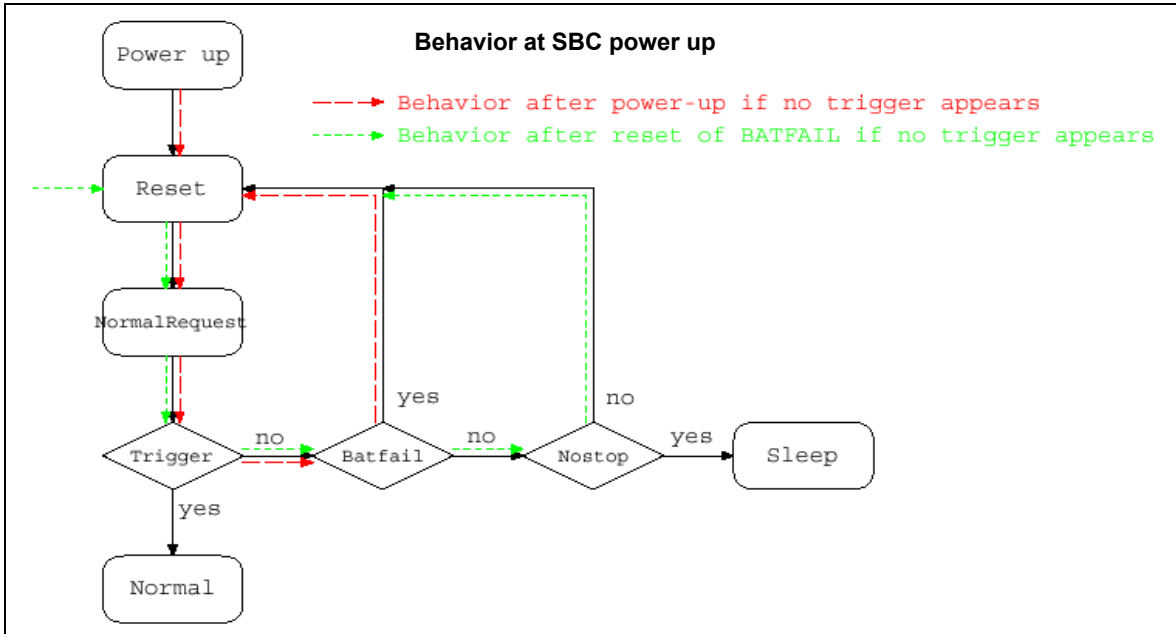 Behavior at SBC power up
Power up
Behavior after power-up if no trigger appears
Behavior after reset of BATFAIL if no trigger appears
Reset
NormalRequest
yes
no
Trigger
no
Batfail
no
Nostop
yes
Sleep
yes
Normal